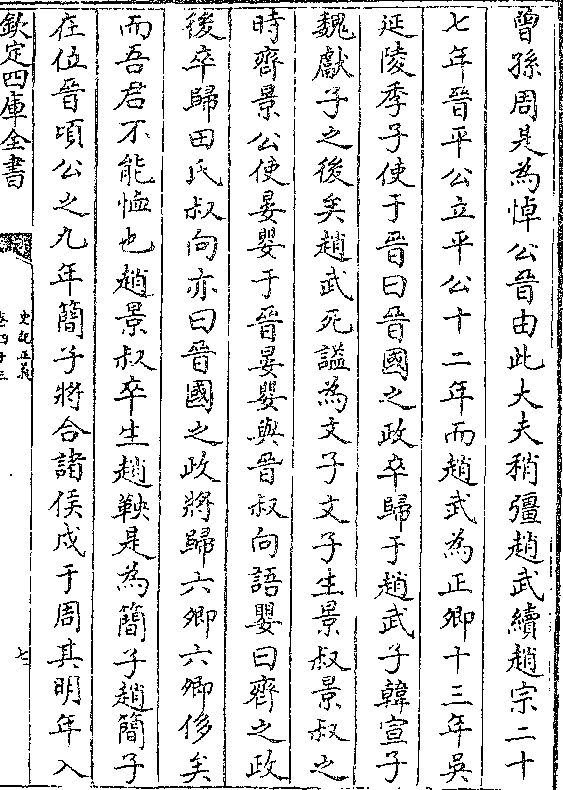 曽孫周是為悼公晉由此大夫稍彊趙武續趙宗二十
七年晉平公立平公十二年而趙武為正卿十三年吳
延陵季子使于晉曰晉國之政卒歸于趙武子韓宣子
魏獻子之後矣趙武死諡為文子文子生景叔景叔之
時齊景公使晏嬰于晉晏嬰與晉叔向語嬰曰齊之政
後卒歸田氏叔向亦曰晉國之政將歸六卿六卿侈矣
而吾君不能恤也趙景叔卒生趙鞅是為簡子趙簡子
在位晉頃公之九年簡子將合諸侯戍于周其明年入
欽定四庫全書
史記正義
卷四十三
七